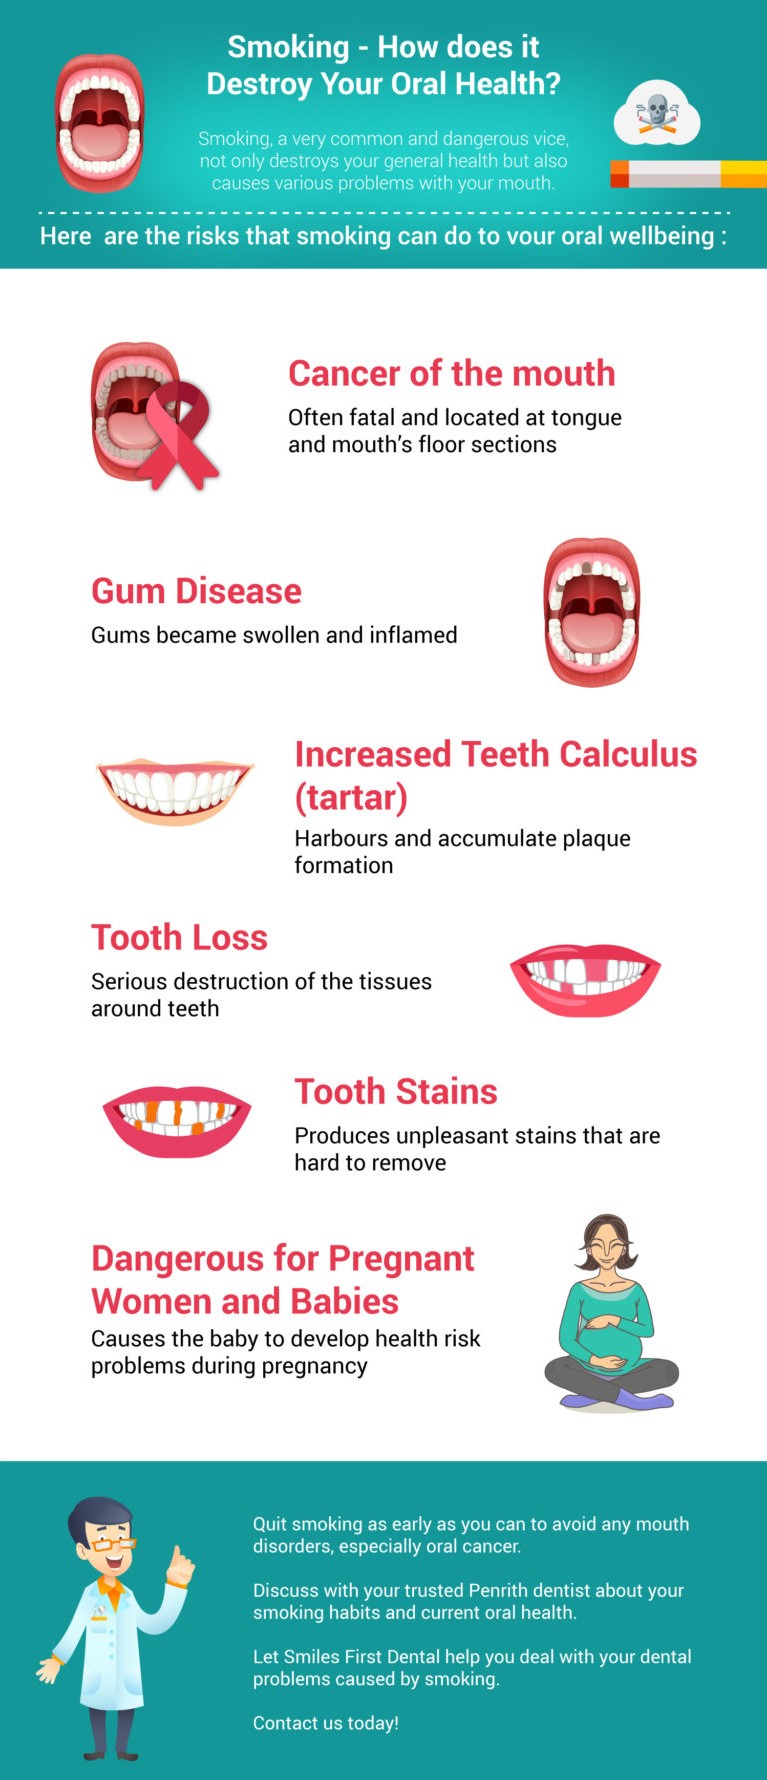 Smoking - How does it
Destroy Your Oral Health?
Smoking, a very common and dangerous vice,
not only destroys your general health but also
causes various problems with your mouth.
Here are the risks that smoking can do to your oral wellbeing :
Cancer of the mouth
Often fatal and located at tongue
and mouth’s floor sections
Gum Disease
Gums became swollen and inflamed
Increased Teeth Calculus
(tartar)
Harbours and accumulate plaque
formation
Tooth Loss
Serious destruction of the tissues
around teeth
Tooth Stains
Produces unpleasant stains that are
hard to remove
Dangerous for Pregnant
Women and Babies
Causes the baby to develop health risk
problems during pregnancy
Quit smoking as early as you can to avoid any mouth
disorders, especially oral cancer.
Discuss with your trusted Penrith dentist about your
smoking habits and current oral health.
Let Smiles First Dental help you deal with your dental
problems caused by smoking.
Contact us today!